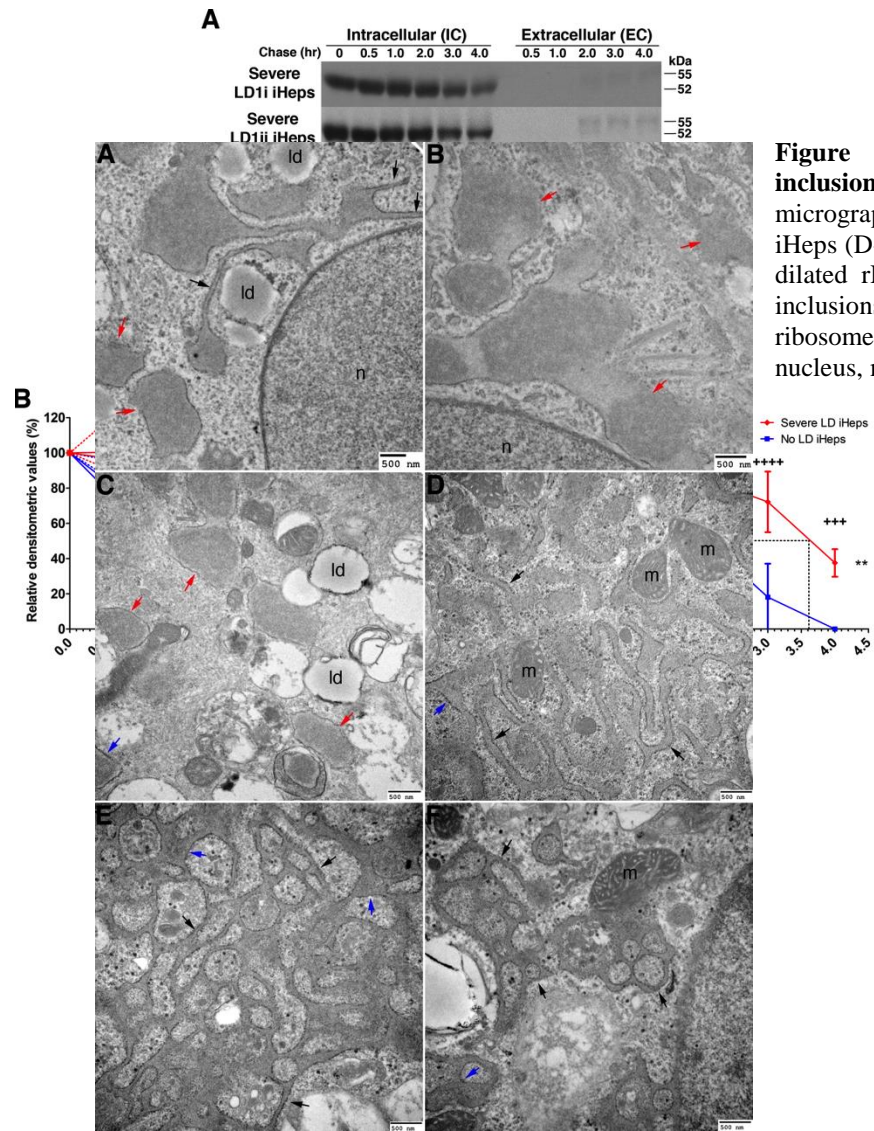 A
Intracellular (IC) Extracellular (EC)
Chase (hr) 0 0.5 1.0 2.0 3.0 4.0 0.5 1.0 2.0 3.0 4.0 kDa
Severe
LD1i iHeps
55
52
Severe
LD1ii iHeps
55
52
A
ld
ld
n
500 nm
B
n
500 nm
Figure
inclusion
micrograp
iHeps (D
dilated
inclusions
ribosome
nucleus,
B
Relative densitometric values (%)
120
100
80
60
40
20
0
0.0
Severe LD iHeps
No LD iHeps
++++
+++
**
3.0 3.5 4.0 4.5
C
ld
ld
500 nm
D
m
m
m
500 nm
E
500 nm
F
m
500 nm